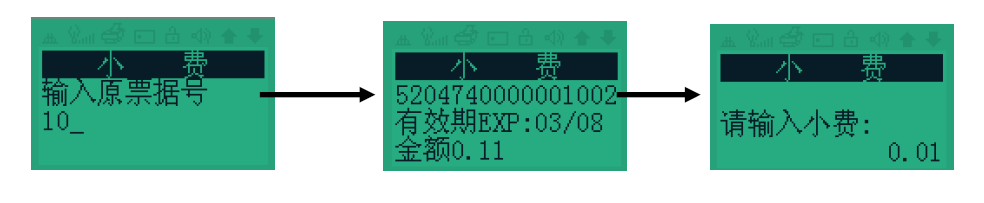 小 费
输入原票据号
10_
小 费
5204740000001002
有效期EXP:03/08
金额0.11
小 费
请输入小费:
0.01